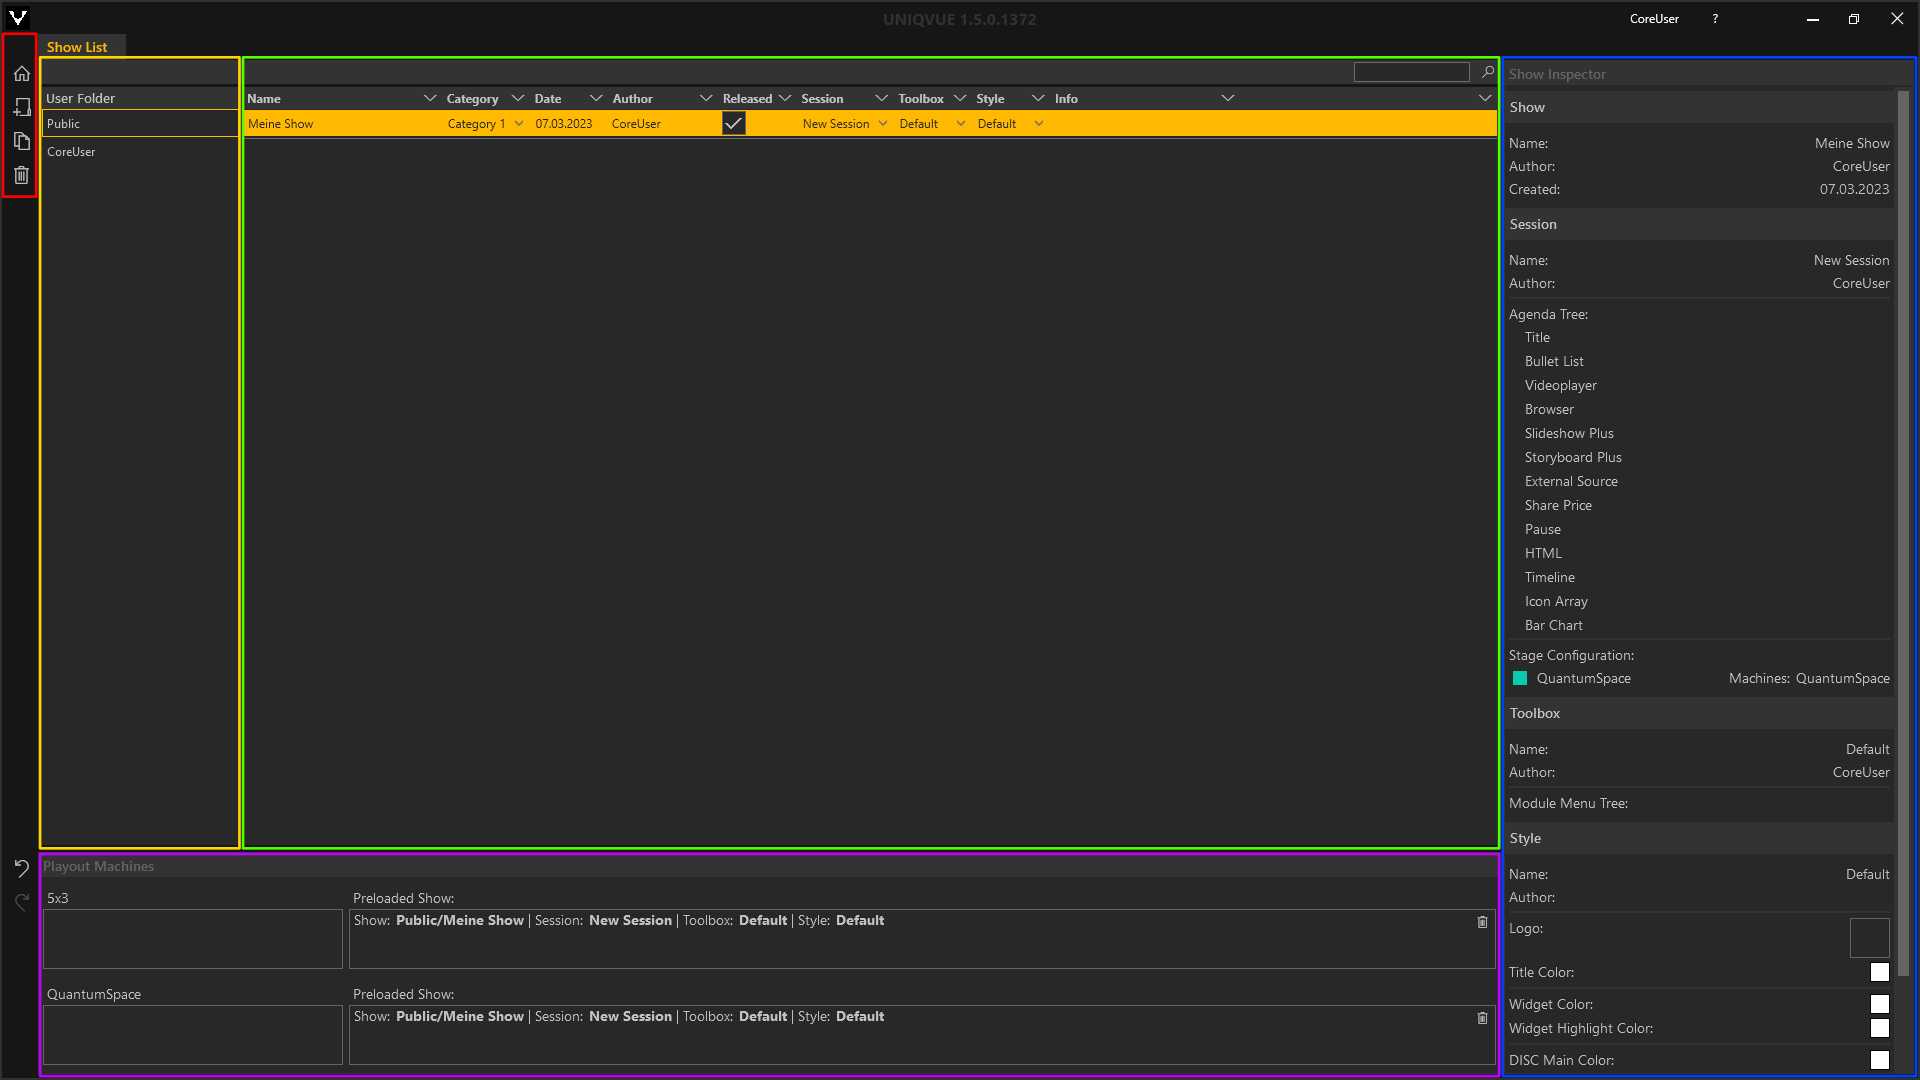 UNIQVUE 1.5.0.1372
CoreUser ?
Show List
Show Inspector
User Folder
Public
CoreUser
Name Category Date Author Released Session Toolbox Style Info
Meine Show Category 1 07.03.2023 CoreUser New Session Default Default
Show
Name: Meine Show
Author: CoreUser
Created: 07.03.2023
Session
Name: New Session
Author: CoreUser
Agenda Tree:
Title
Bullet List
Videoplayer
Browser
Slideshow Plus
Storyboard Plus
External Source
Share Price
Pause
HTML
Timeline
Icon Array
Bar Chart
Stage Configuration:
QuantumSpace Machines: QuantumSpace
Toolbox
Name: Default
Author: CoreUser
Module Menu Tree:
Style
Name: Default
Author:
Logo:
Title Color:
Widget Color:
Widget Highlight Color:
DISC Main Color:
Playout Machines
5x3 Preloaded Show:
Show: Public/Meine Show | Session: New Session | Toolbox: Default | Style: Default
QuantumSpace Preloaded Show:
Show: Public/Meine Show | Session: New Session | Toolbox: Default | Style: Default